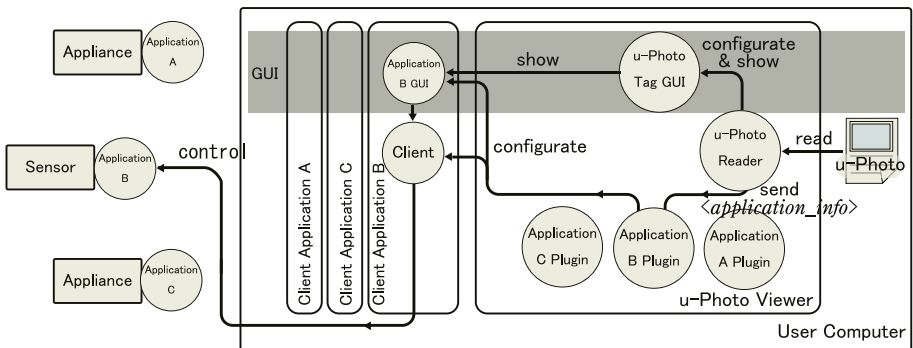 Appliance
Application
A
Sensor
Application
B
Appliance
Application
C
control
GUI
Client Application A
Client Application C
Client Application B
Application
B GUI
Client
show
configurate
u-Photo
Tag GUI
configurate
& show
u-Photo
Reader
read
u-Photo
send
<application_info>
Application
C Plugin
Application
B Plugin
Application
A Plugin
u-Photo Viewer
User Computer